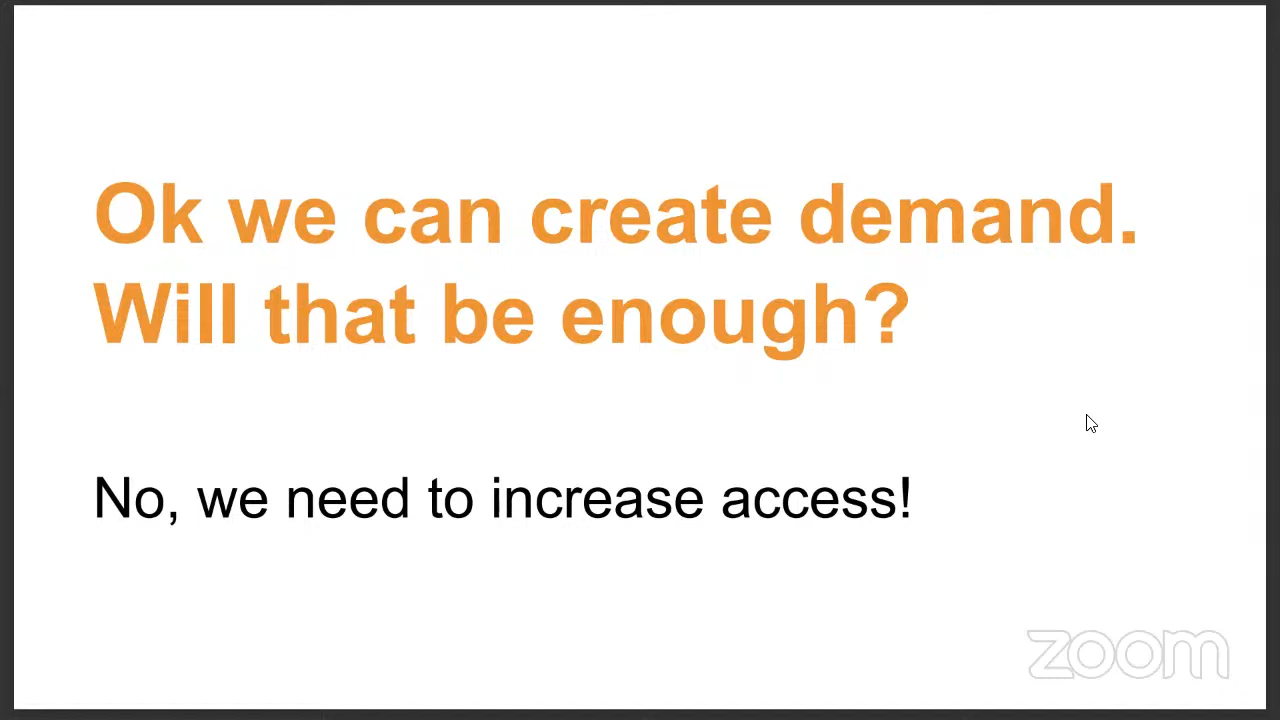 Ok we can create demand.
Will that be enough?
No, we need to increase access!
zoom